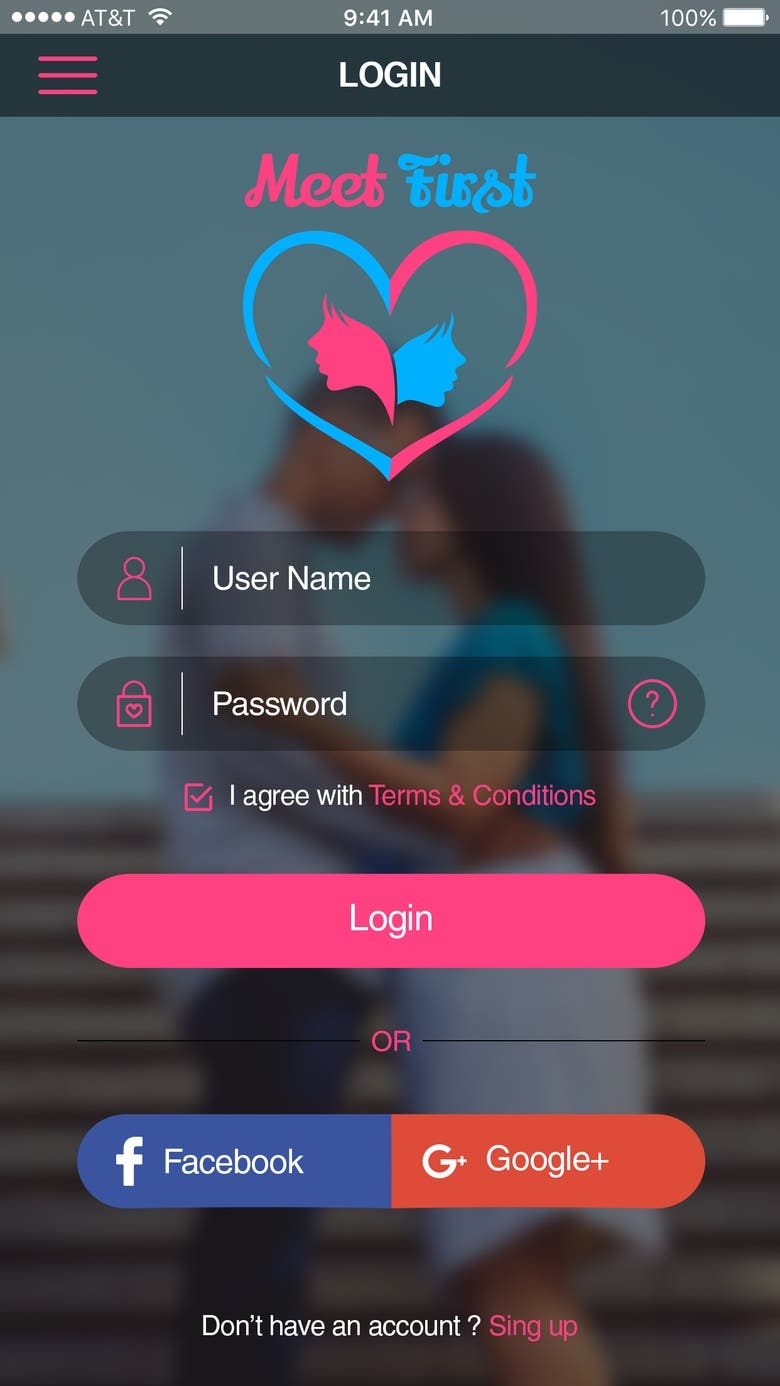 AT&T 9:41 AM 100%
LOGIN
Meet First
User Name
Password ?
I agree with Terms & Conditions
Login
OR
f Facebook G+ Google+
Don't have an account ? Sing up